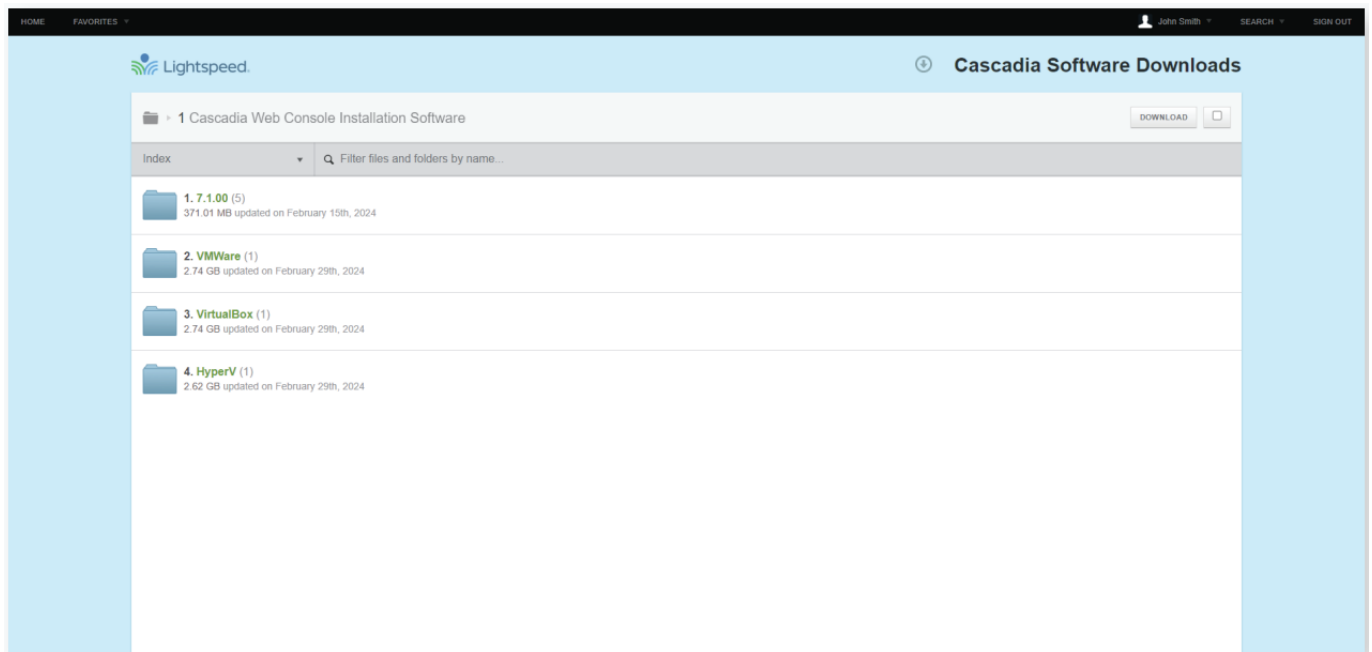 HOME FAVORITES John Smith SEARCH SIGN OUT
Lightspeed. Cascadia Software Downloads
1 Cascadia Web Console Installation Software DOWNLOAD
Index Filter files and folders by name...
1. 7.1.00 (5)
371.01 MB updated on February 15th, 2024
2. VMWare (1)
2.74 GB updated on February 29th, 2024
3. VirtualBox (1)
2.74 GB updated on February 29th, 2024
4. HyperV (1)
2.62 GB updated on February 29th, 2024